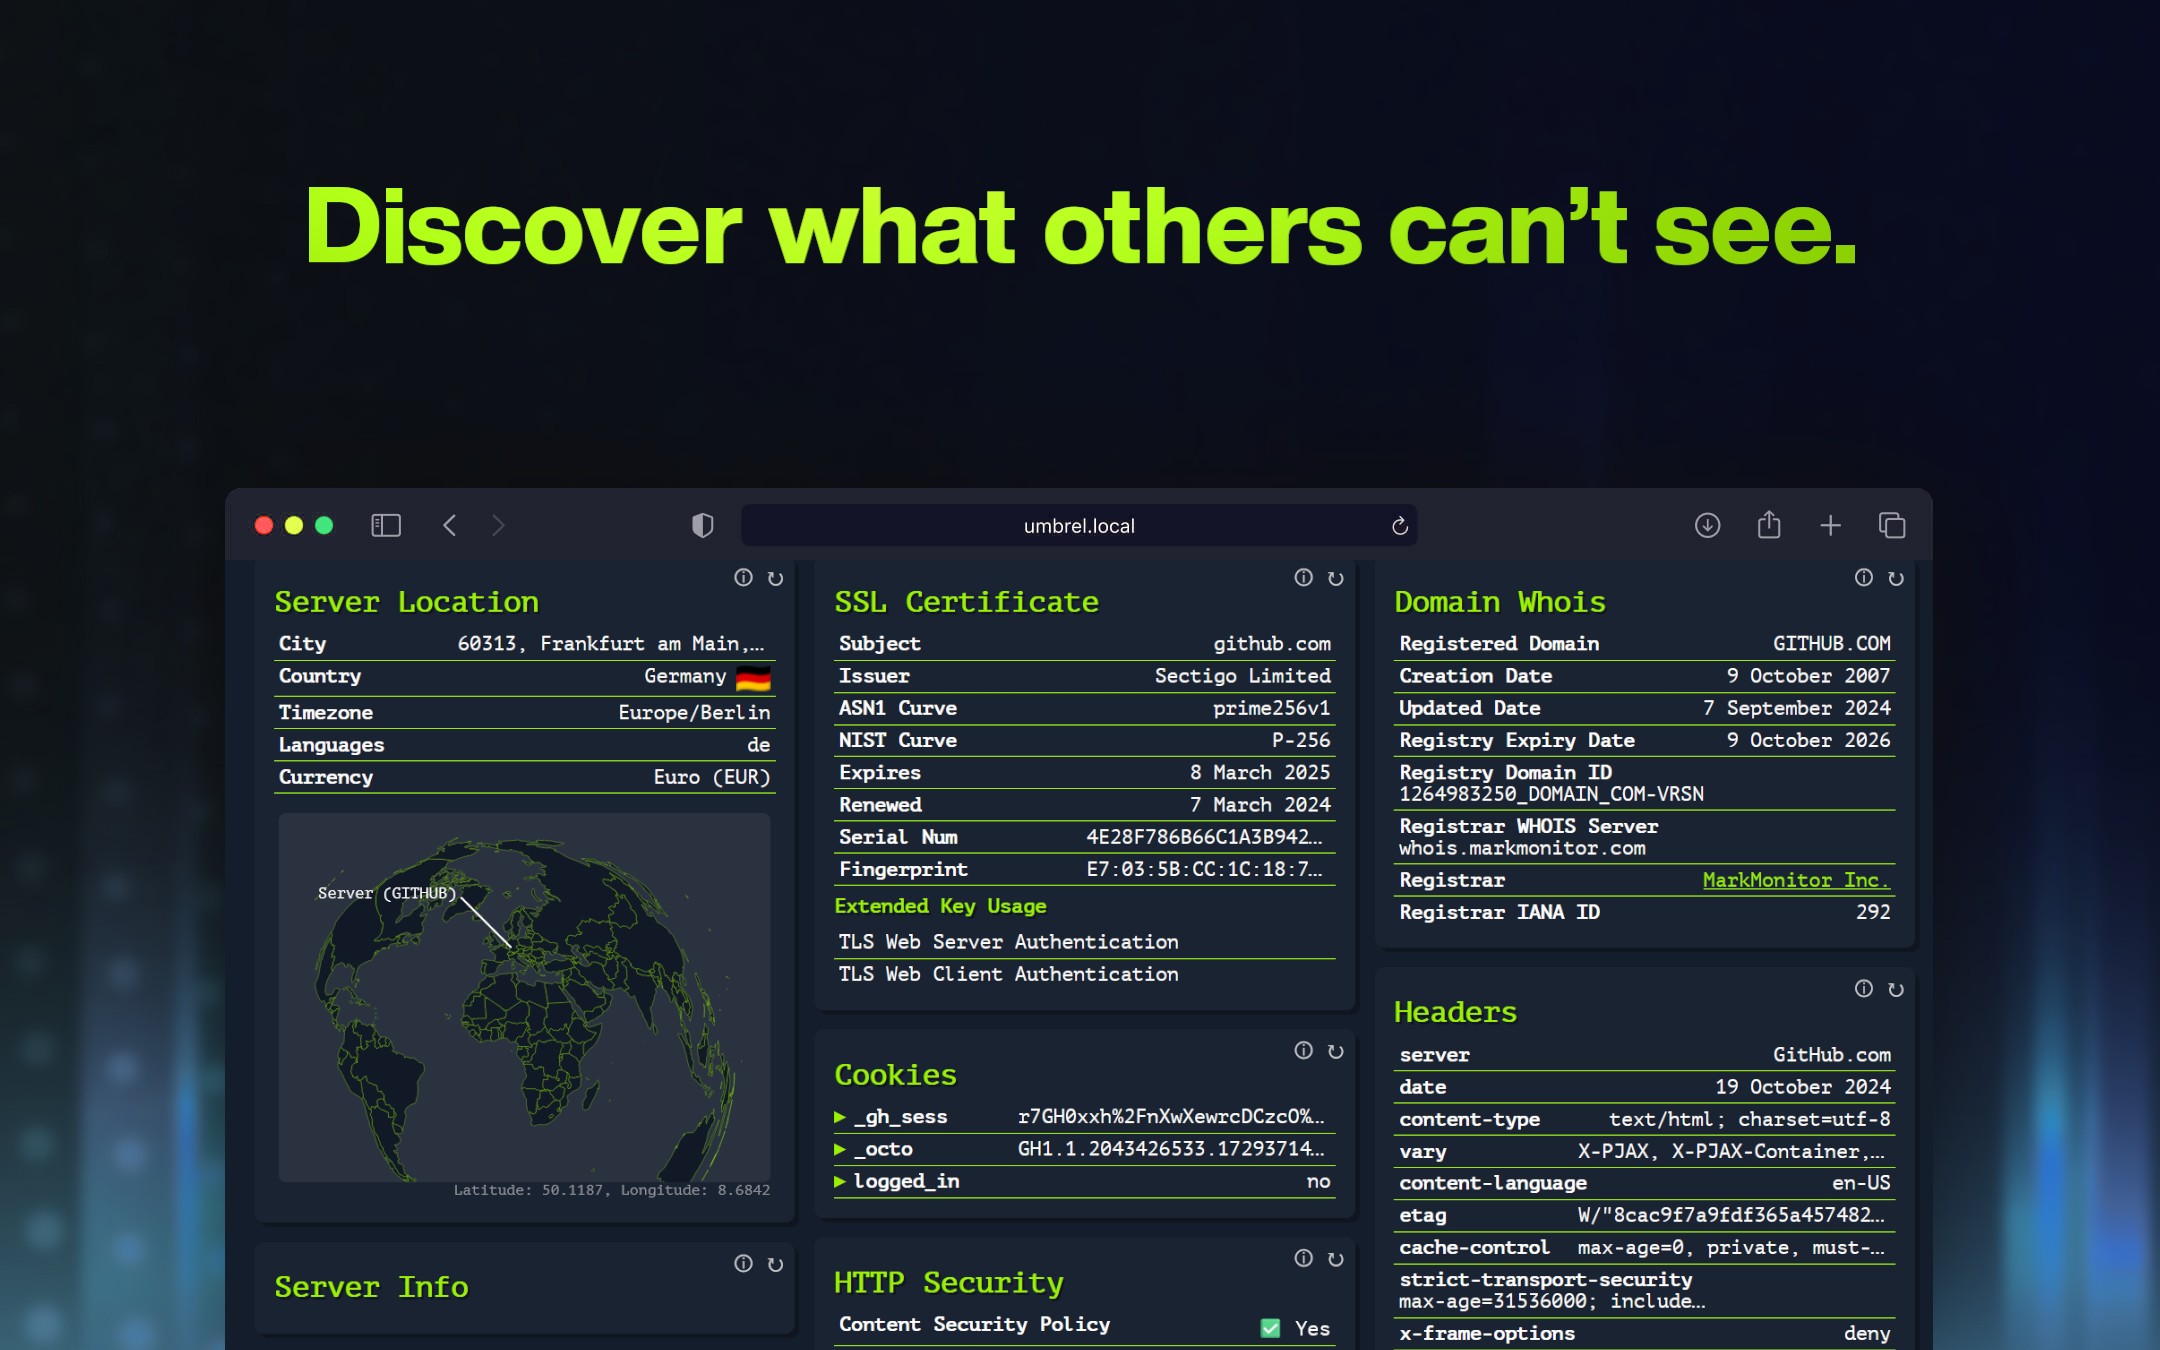 Discover what others can’t see.
umbrel.local
Server Location
City 60313, Frankfurt am Main,...
Country Germany
Timezone Europe/Berlin
Languages de
Currency Euro (EUR)
Server (GITHUB)
Latitude: 50.1187, Longitude: 8.6842
Server Info
SSL Certificate
Subject github.com
Issuer Sectigo Limited
ASN1 Curve prime256v1
NIST Curve P-256
Expires 8 March 2025
Renewed 7 March 2024
Serial Num 4E28F786B66C1A3B942...
Fingerprint E7:03:5B:CC:1C:18:7...
Extended Key Usage
TLS Web Server Authentication
TLS Web Client Authentication
Cookies
_gh_sess r7GH0xxh%2FnXwXewrcDCzcO%...
_octo GH1.1.2043426533.17293714...
logged_in no
HTTP Security
Content Security Policy Yes
Domain Whois
Registered Domain GITHUB.COM
Creation Date 9 October 2007
Updated Date 7 September 2024
Registry Expiry Date 9 October 2026
Registry Domain ID
1264983250_DOMAIN_COM-VRSN
Registrar WHOIS Server
whois.markmonitor.com
Registrar MarkMonitor Inc.
Registrar IANA ID 292
Headers
server GitHub.com
date 19 October 2024
content-type text/html; charset=utf-8
vary X-PJAX, X-PJAX-Container,...
content-language en-US
etag W/"8cac9f7a9fdf365a457482...
cache-control max-age=0, private, must-...
strict-transport-security
max-age=31536000; include...
x-frame-options deny